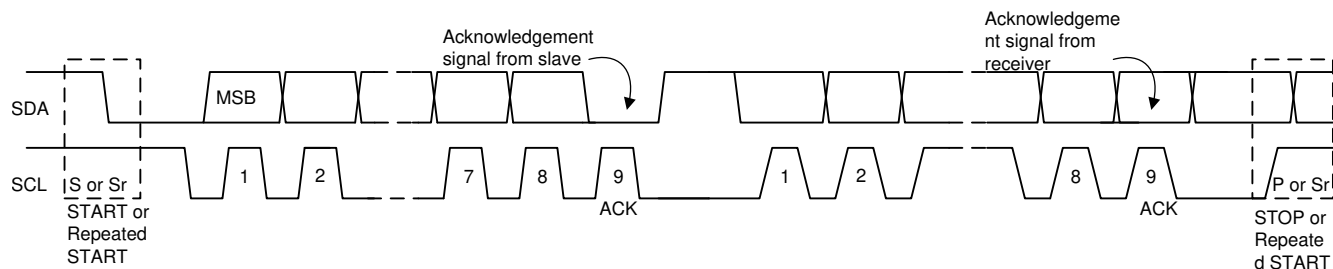 Acknowledgement
signal from slave
Acknowledgeme
nt signal from
receiver
SDA
MSB
SCL
S or Sr
1
2
7
8
9
1
2
8
9
P or Sr
ACK
ACK
START or
Repeated
START
STOP or
Repeate
d START